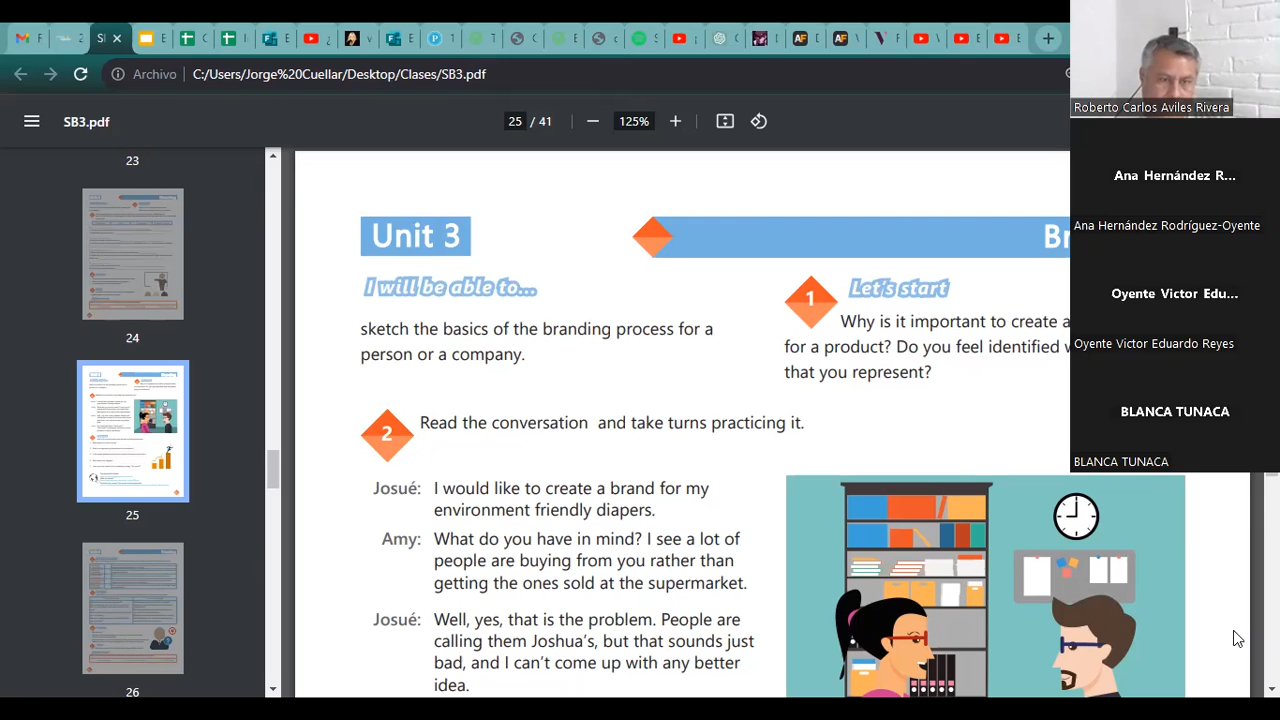 Archivo
C:/Users/Jorge%20Cuellar/Desktop/Clases/SB3.pdf
SB3.pdf
25 / 41
125%
23
24
25
26
Unit 3
I will be able to...
sketch the basics of the branding process for a
person or a company.
1
Let's start
Why is it important to create a
for a product? Do you feel identified
that you represent?
2
Read the conversation and take turns practicing it.
Josué: I would like to create a brand for my
environment friendly diapers.
Amy: What do you have in mind? I see a lot of
people are buying from you rather than
getting the ones sold at the supermarket.
Josué: Well, yes, that is the problem. People are
calling them Joshua's, but that sounds just
bad, and I can't come up with any better
idea.
Roberto Carlos Aviles Rivera
Ana Hernández R...
Ana Hernández Rodríguez-Oyente
Oyente Victor Edu...
Oyente Victor Eduardo Reyes
BLANCA TUNACA
BLANCA TUNACA